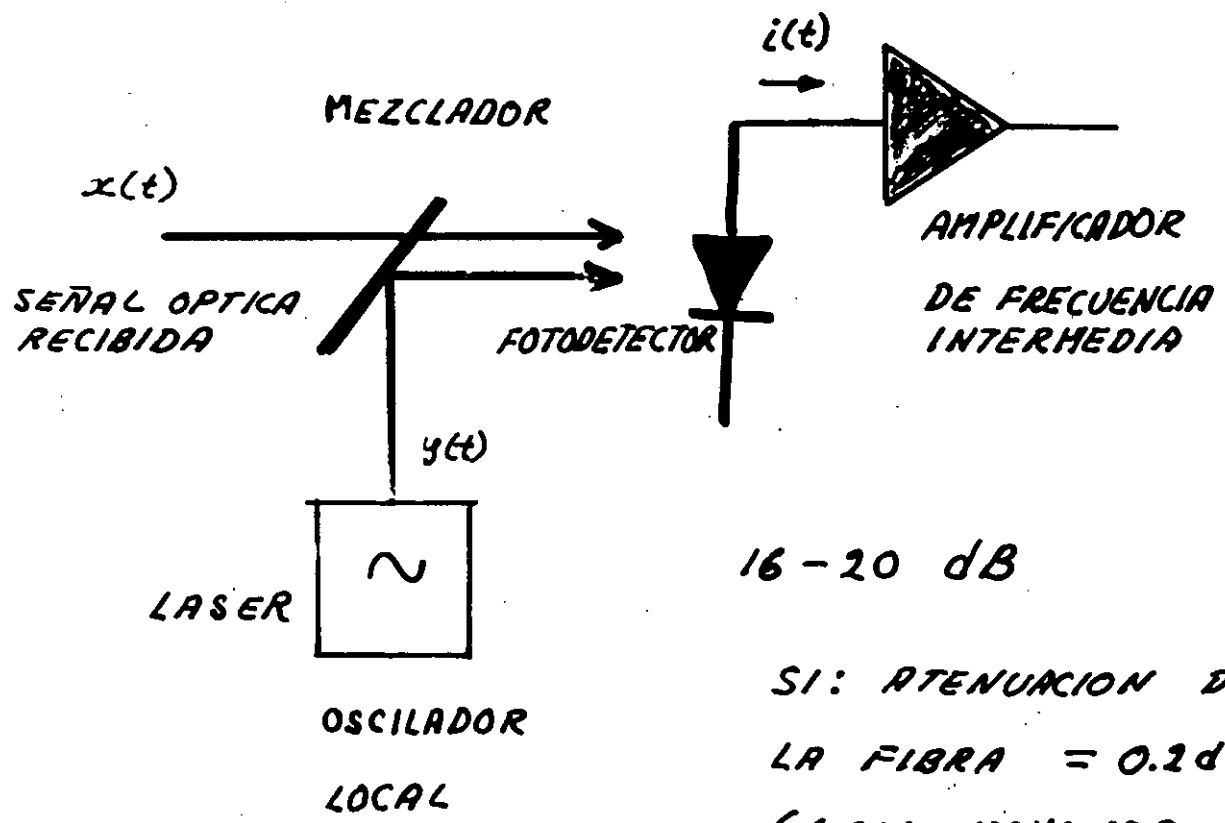 i(t)
MEZCLADOR
x(t)
AMPLIFICADOR
SEÑAL OPTICA
RECIBIDA
FOTODETECTOR
DE FRECUENCIA
INTERMEDIA
y(t)
LASER
16-20 dB
OSCILADOR
LOCAL
SI: ATENUACION D
LA FIBRA = 0.2 d